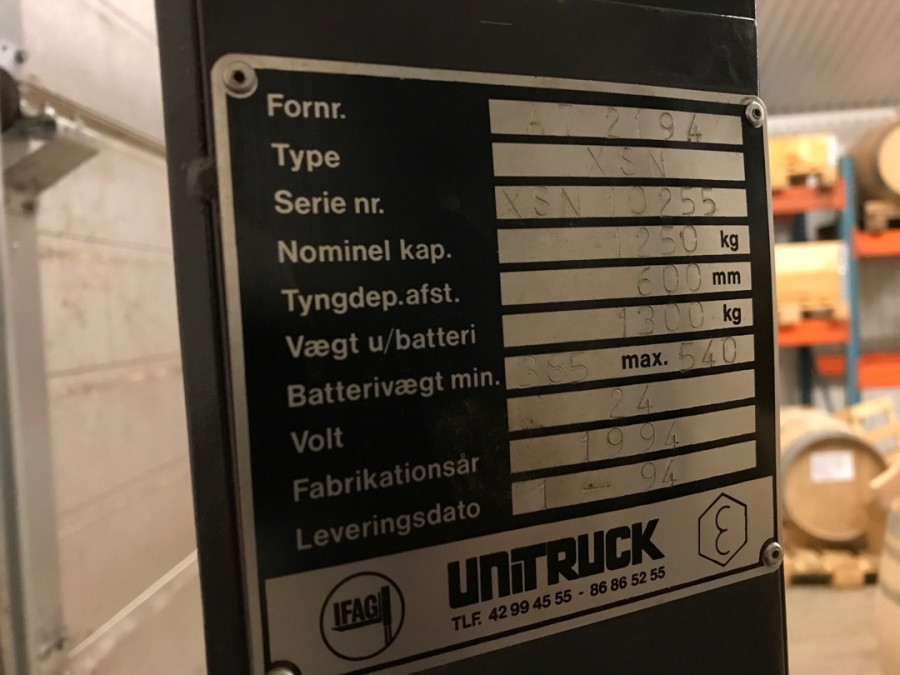 Fornr. AT 2194
Type XSN
Serie nr. XSN 10255
Nominel kap. 1250 kg
Tyngdep.afst. 600 mm
Vægt u/batteri 1300 kg
Batterivægt min. 385 max. 540
Volt 24
Fabrikationsår 1994
Leveringsdato 1 - 94
IFAG
UNITRUCK
TLF. 42 99 45 55 - 86 86 52 55